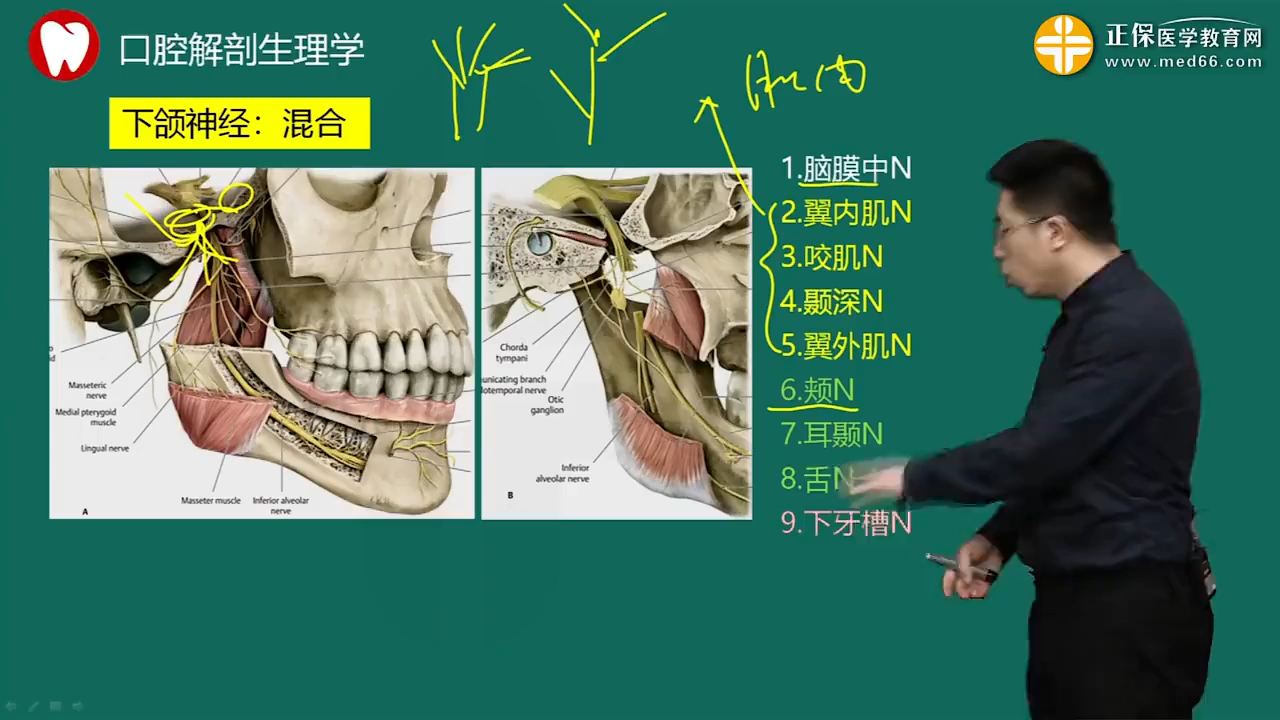 口腔解剖生理学
正保医学教育网
www.med66.com
下颌神经：混合
1.脑膜中N
2.翼内肌N
3.咬肌N
4.颞深N
5.翼外肌N
6.颊N
7.耳颞N
8.舌N
9.下牙槽N
Masseteric
nerve
Medial pterygoid
muscle
Lingual nerve
Masseter muscle
Inferior alveolar
nerve
A
Chorda
tympani
unicating branch
lotemporal nerve
Otic
ganglion
Inferior
alveolar nerve
B